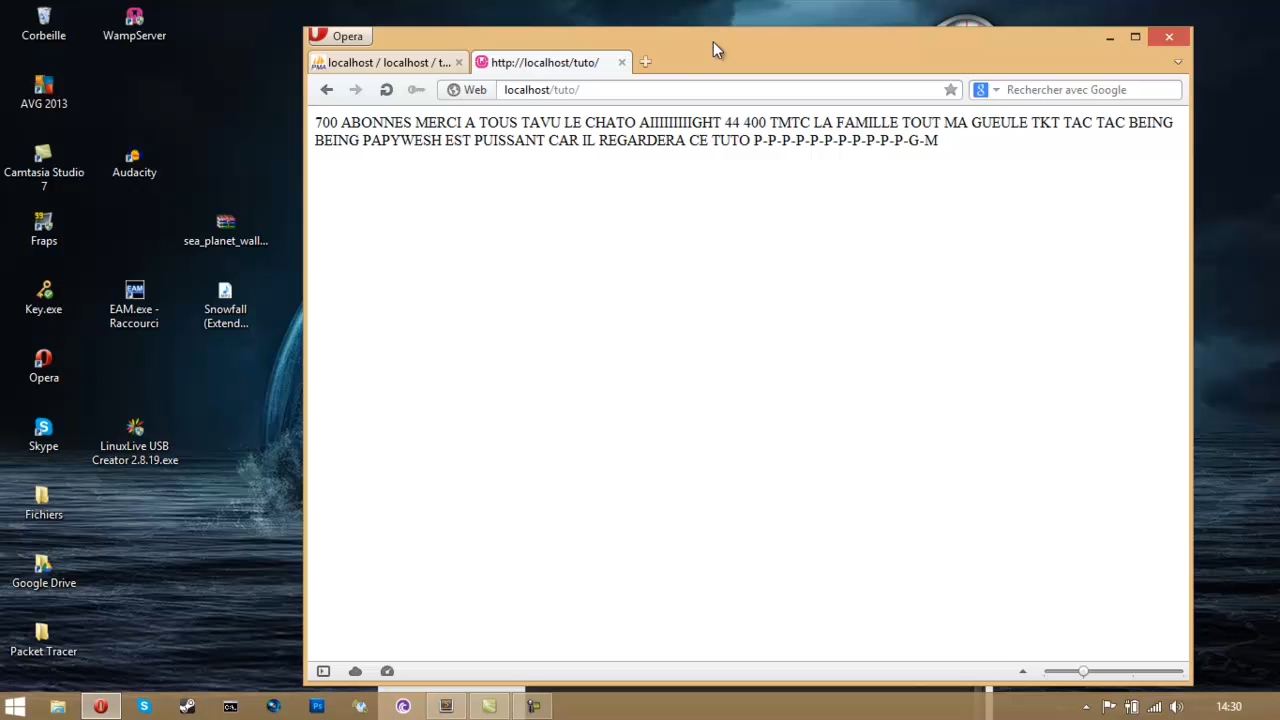 Corbeille
WampServer
AVG 2013
Camtasia Studio
7
Audacity
Fraps
sea_planet_wall...
Key.exe
EAM.exe -
Raccourci
Snowfall
(Extend...
Opera
Skype
LinuxLive USB
Creator 2.8.19.exe
Fichiers
Google Drive
Packet Tracer
Opera
localhost / localhost / t...
http://localhost/tuto/
Web
localhost/tuto/
Rechercher avec Google
700 ABONNES MERCI A TOUS TAVU LE CHATO AIIIIIIIIIGHT 44 400 TMTC LA FAMILLE TOUT MA GUEULE TKT TAC TAC BEING
BEING PAPYWESH EST PUISSANT CAR IL REGARDERA CE TUTO P-P-P-P-P-P-P-P-P-P-P-G-M
14:30